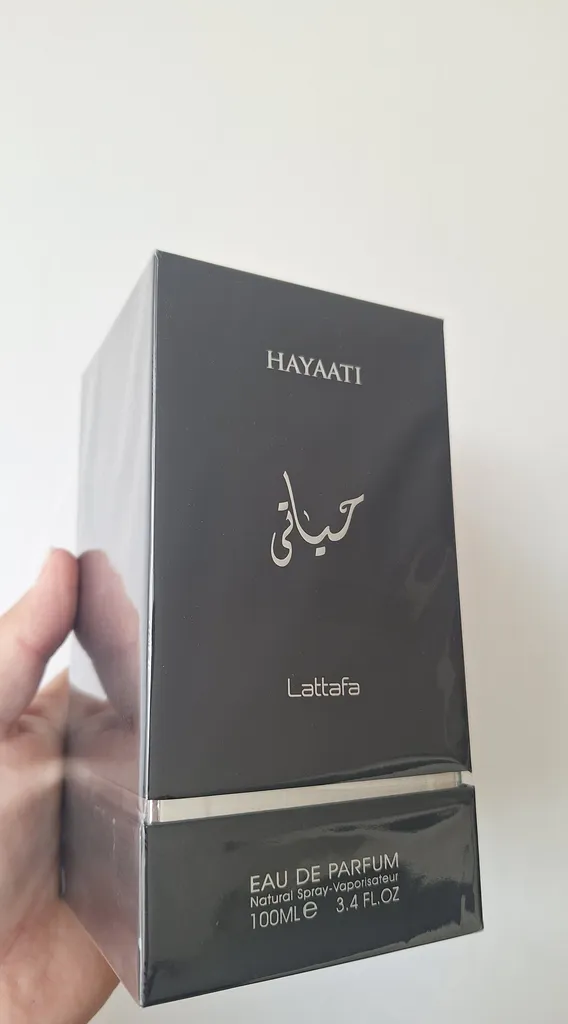 HAYAATI
حياتي
Lattafa
EAU DE PARFUM
Natural Spray-Vaporisateur
100ML℮ 3.4 FL.OZ